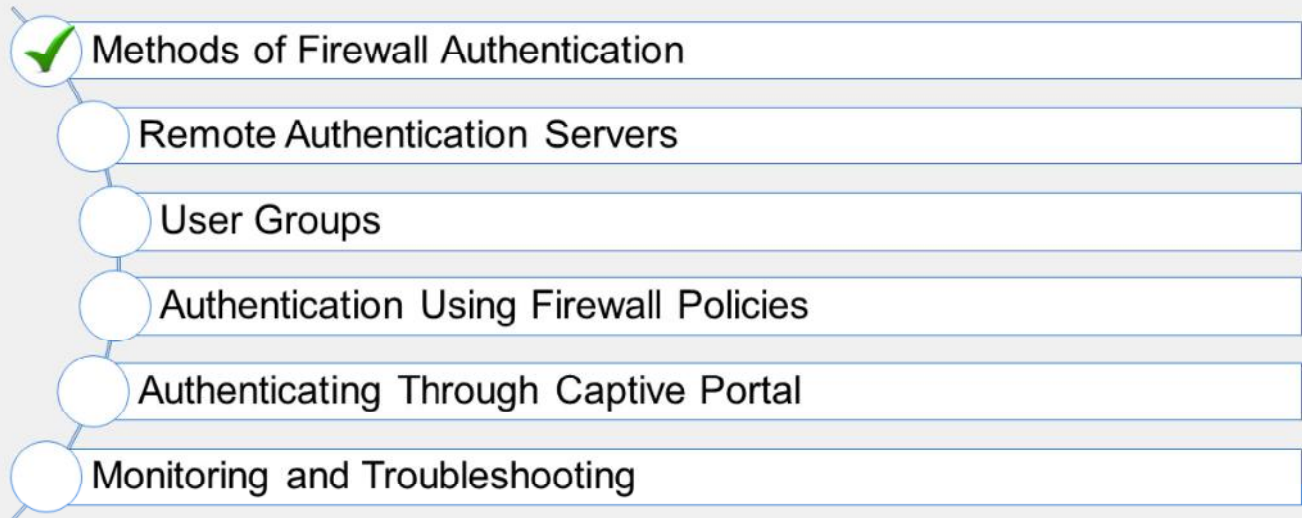 Methods of Firewall Authentication
Remote Authentication Servers
User Groups
Authentication Using Firewall Policies
Authenticating Through Captive Portal
Monitoring and Troubleshooting